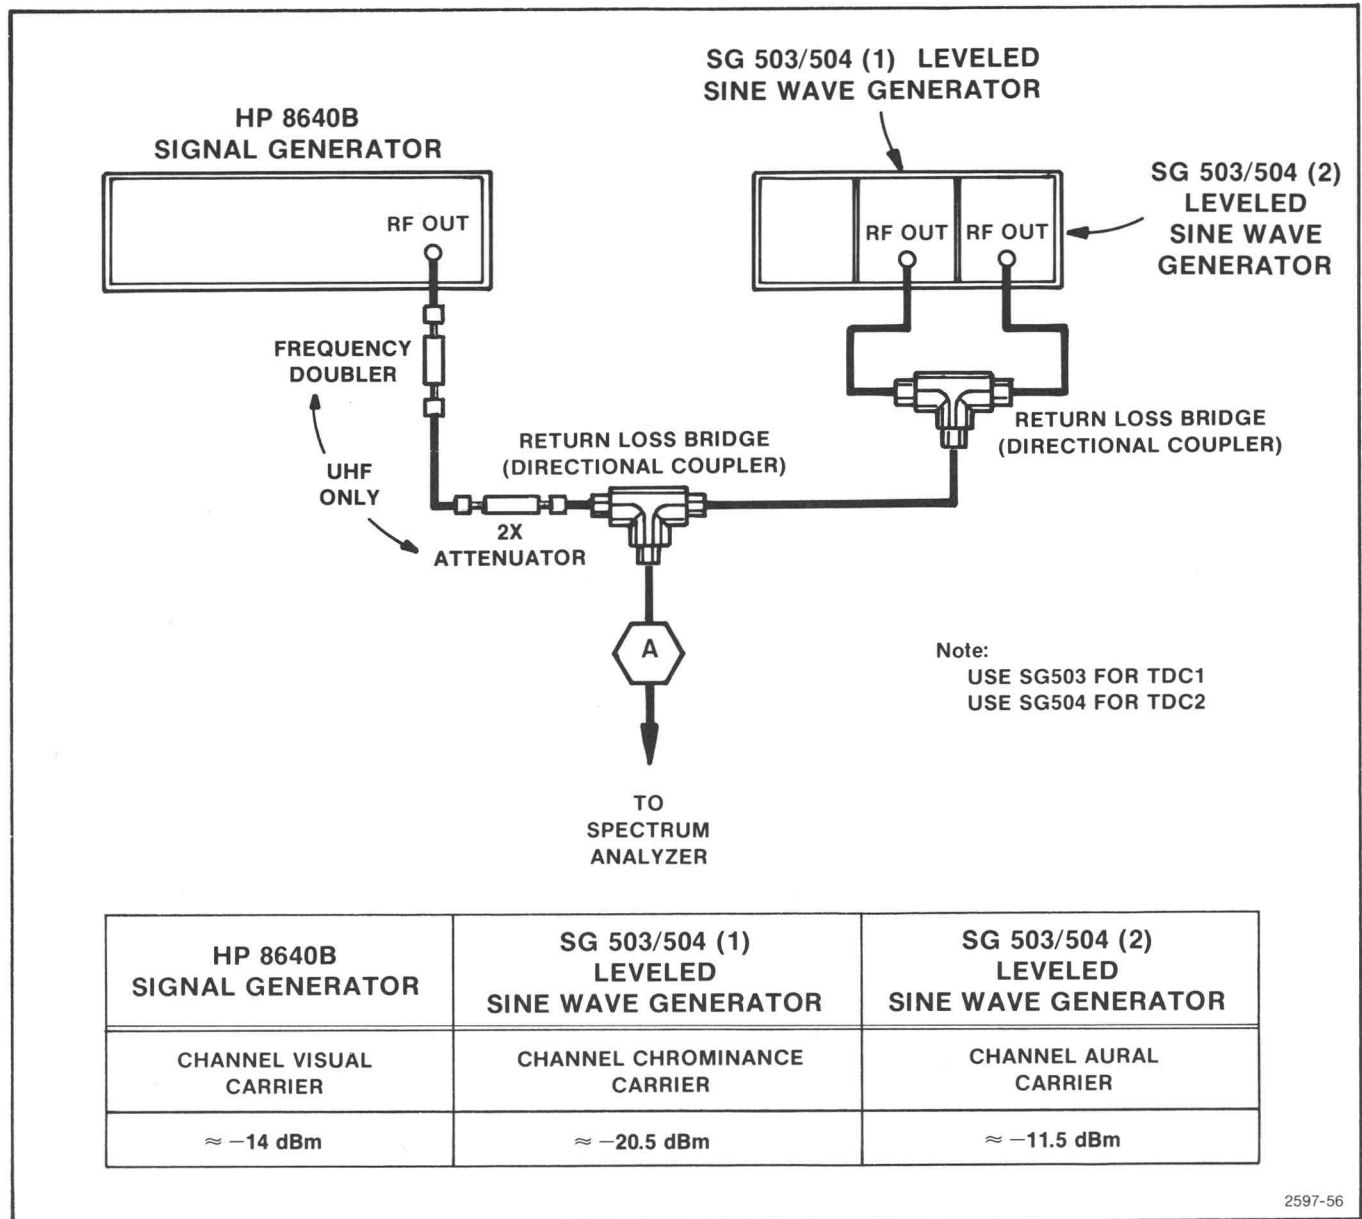 SG 503/504 (1) LEVELED
SINE WAVE GENERATOR
HP 8640B
SIGNAL GENERATOR
SG 503/504 (2)
LEVELED
SINE WAVE
GENERATOR
RF OUT
RF OUT
RF OUT
FREQUENCY
DOUBLER
UHF
ONLY
2X
ATTENUATOR
RETURN LOSS BRIDGE
(DIRECTIONAL COUPLER)
RETURN LOSS BRIDGE
(DIRECTIONAL COUPLER)
A
Note:
USE SG503 FOR TDC1
USE SG504 FOR TDC2
TO
SPECTRUM
ANALYZER
HP 8640B
SIGNAL GENERATOR
SG 503/504 (1)
LEVELED
SINE WAVE GENERATOR
SG 503/504 (2)
LEVELED
SINE WAVE GENERATOR
CHANNEL VISUAL
CARRIER
CHANNEL CHROMINANCE
CARRIER
CHANNEL AURAL
CARRIER
≈ −14 dBm
≈ −20.5 dBm
≈ −11.5 dBm
2597-56